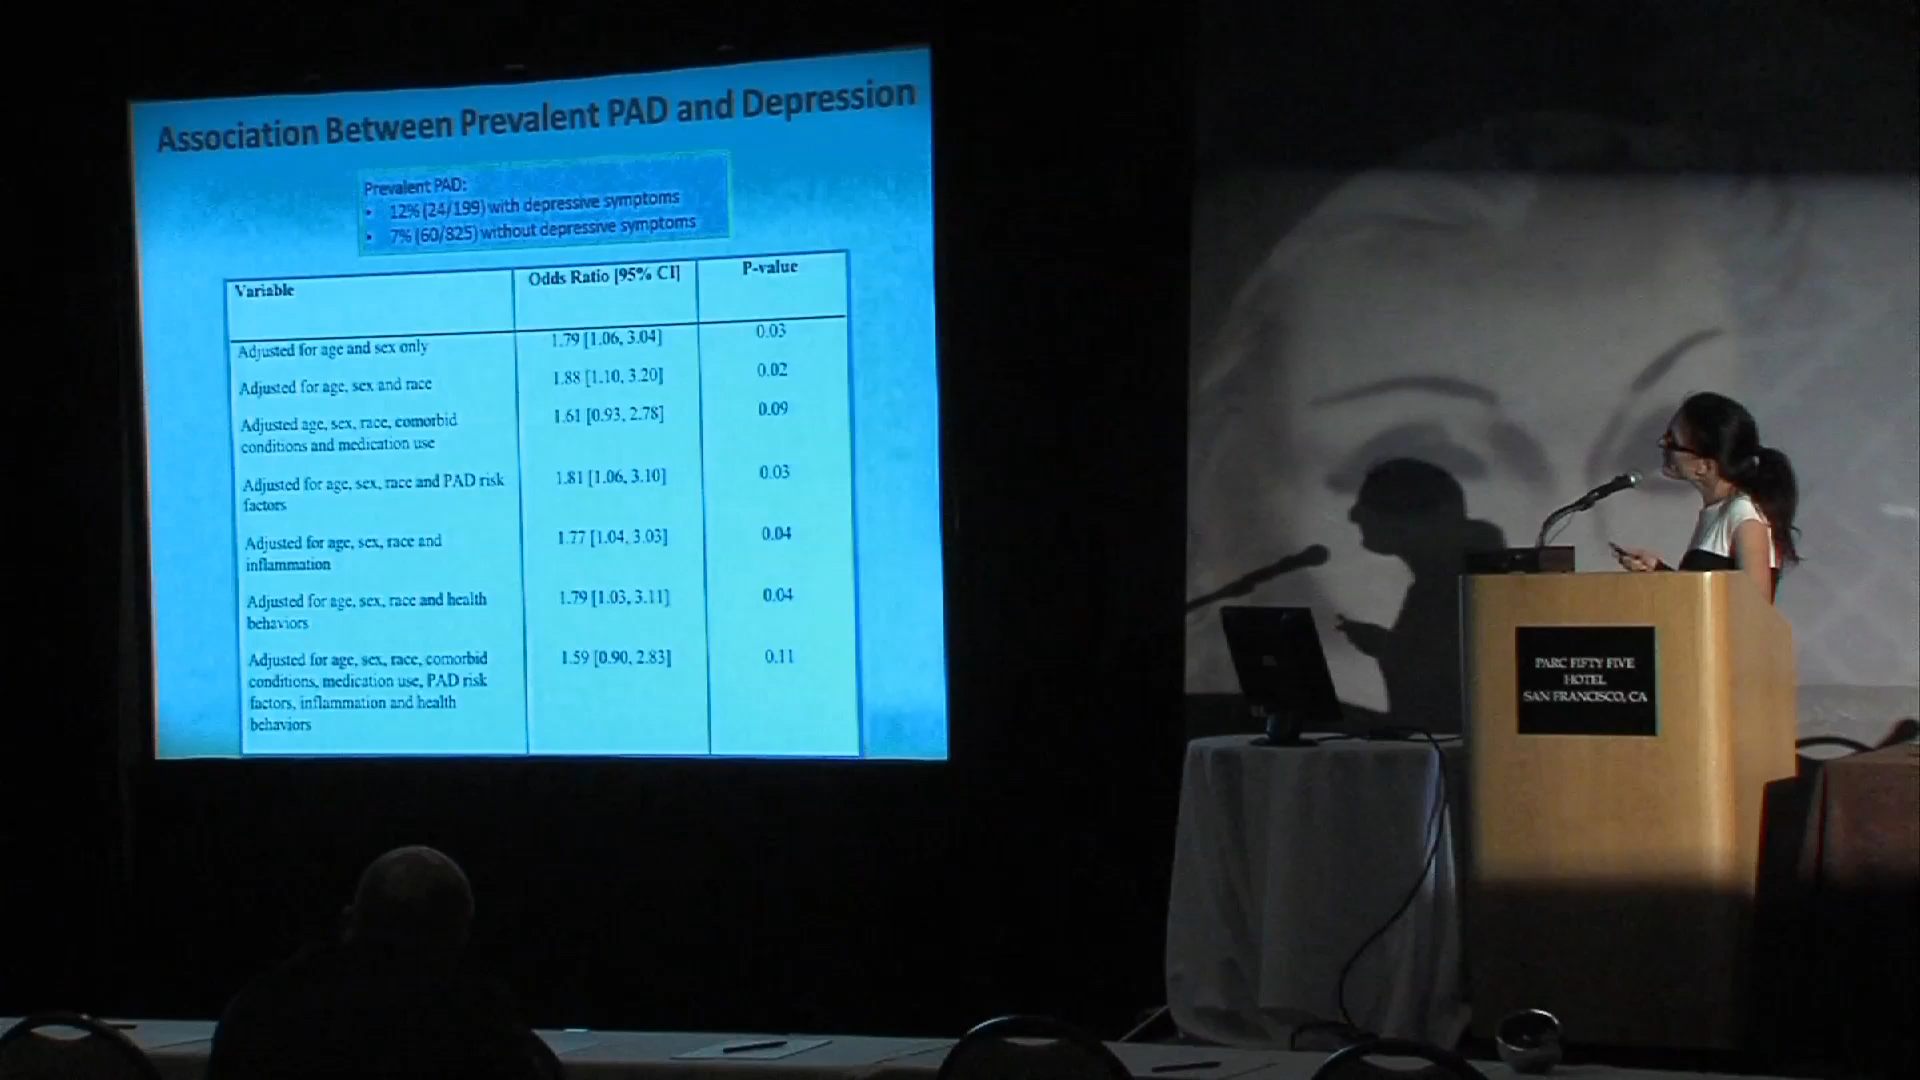 Association Between Prevalent PAD and Depression
Prevalent PAD:
• 12% (24/199) with depressive symptoms
• 7% (60/825) without depressive symptoms
Variable Odds Ratio [95% CI] P-value
Adjusted for age and sex only 1.79 [1.06, 3.04] 0.03
Adjusted for age, sex and race 1.88 [1.10, 3.20] 0.02
Adjusted age, sex, race, comorbid 1.61 [0.93, 2.78] 0.09
conditions and medication use
Adjusted for age, sex, race and PAD risk 1.81 [1.06, 3.10] 0.03
factors
Adjusted for age, sex, race and 1.77 [1.04, 3.03] 0.04
inflammation
Adjusted for age, sex, race and health 1.79 [1.03, 3.11] 0.04
behaviors
Adjusted for age, sex, race, comorbid 1.59 [0.90, 2.83] 0.11
conditions, medication use, PAD risk
factors, inflammation and health
behaviors
PARC FIFTY FIVE
HOTEL
SAN FRANCISCO, CA